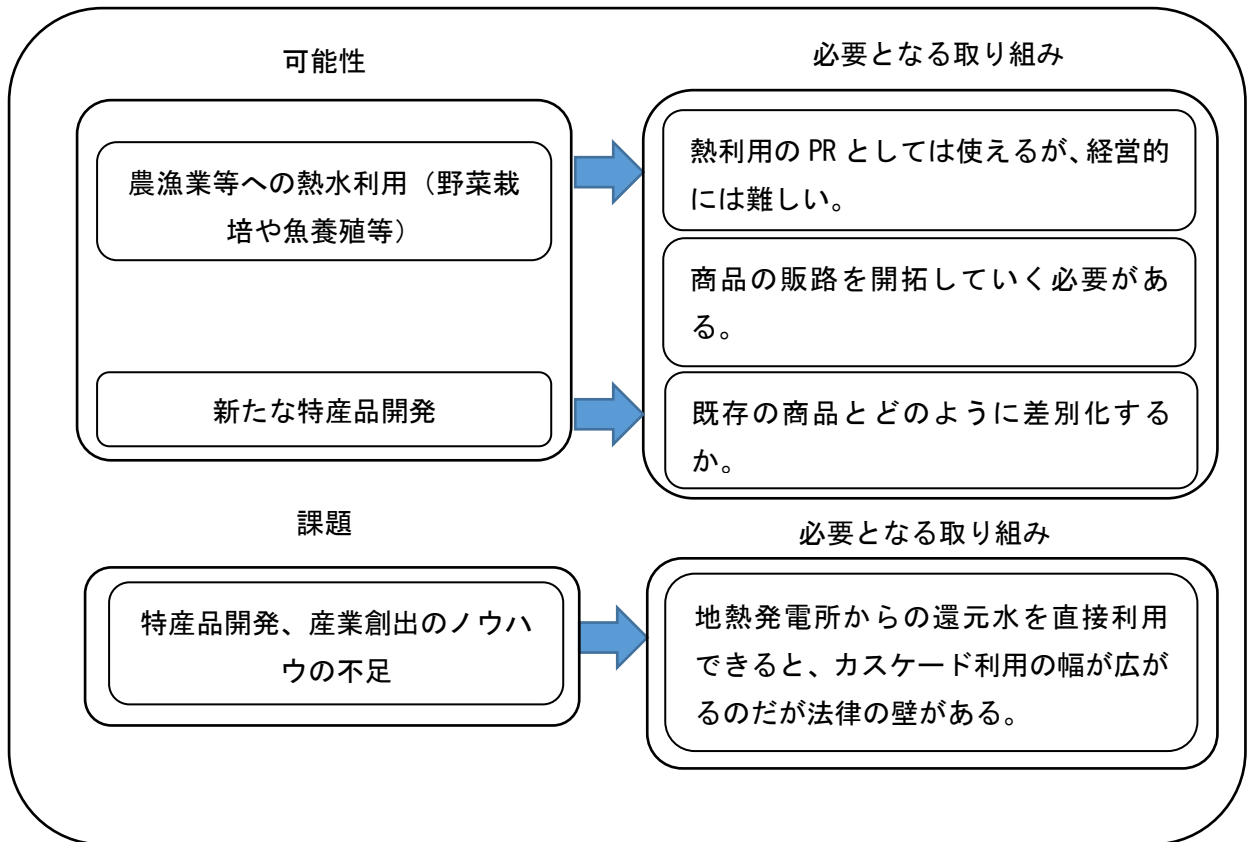 可能性
必要となる取り組み
農漁業等への熱水利用（野菜栽
培や魚養殖等）
熱利用の PR としては使えるが、経営的
には難しい。
商品の販路を開拓していく必要があ
る。
新たな特産品開発
既存の商品とどのように差別化する
か。
課題
必要となる取り組み
特産品開発、産業創出のノウハ
ウの不足
地熱発電所からの還元水を直接利用
できると、カスケード利用の幅が広が
るのだが法律の壁がある。